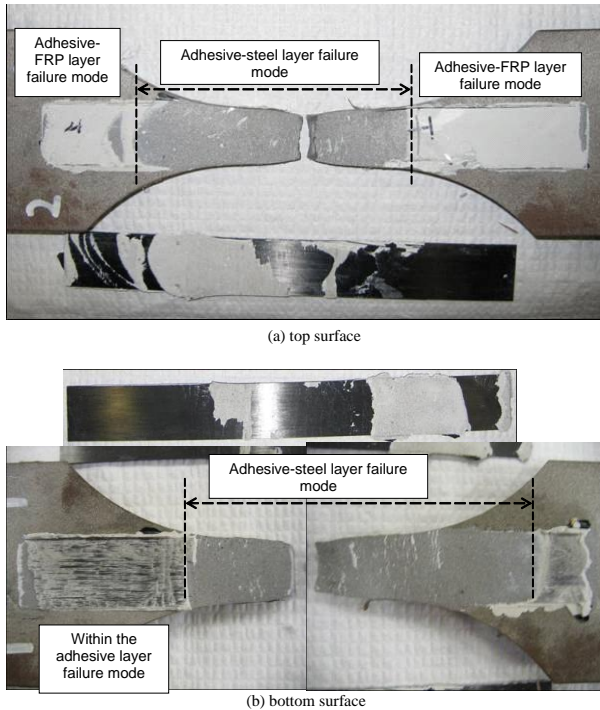 Adhesive-
FRP layer
failure mode
Adhesive-steel layer failure
mode
Adhesive-FRP layer
failure mode
2
(a) top surface
Adhesive-steel layer failure
mode
Within the
adhesive layer
failure mode
(b) bottom surface